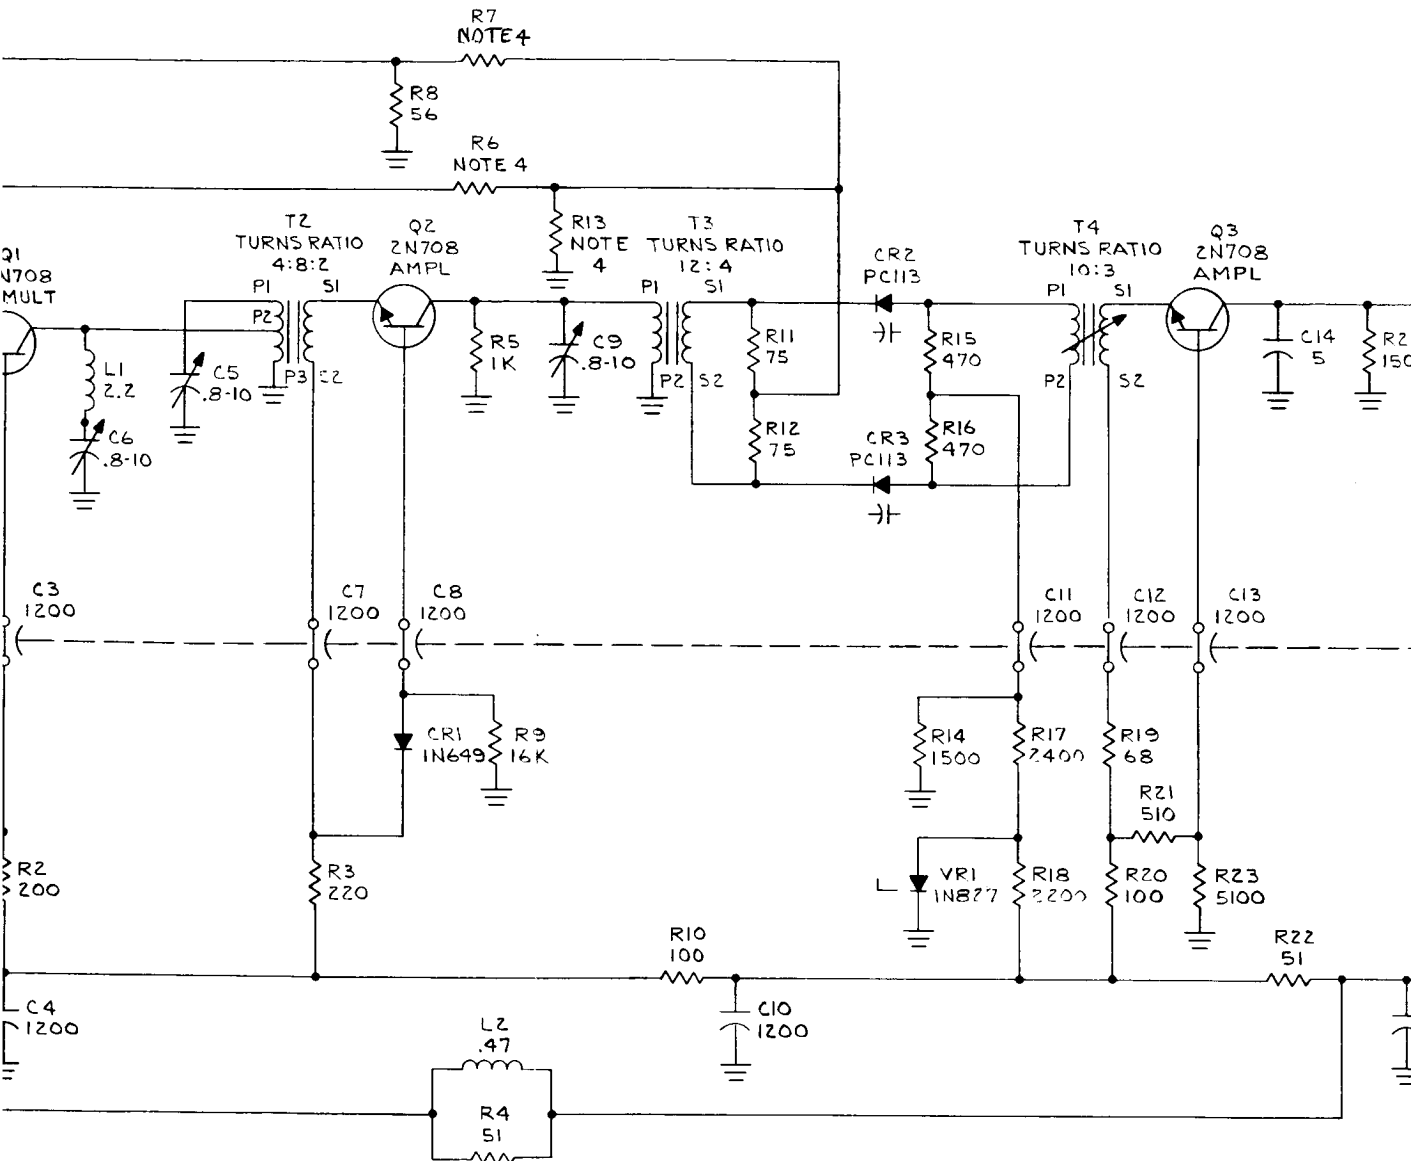 R7
NOTE 4
R8
56
R6
NOTE 4
R13
NOTE
4
T2
TURNS RATIO
4:8:2
Q2
2N708
AMPL
T3
TURNS RATIO
12:4
CR2
PC113
T4
TURNS RATIO
10:3
Q3
2N708
AMPL
Q1
N708
MULT
P1
S1
P2
P3
P1
S1
P2
S2
P1
S1
P2
S2
L1
2.2
C5
.8-10
C6
.8-10
R5
1K
C9
.8-10
R11
75
R12
75
CR3
PC113
R15
470
R16
470
C14
5
R2
150
C3
1200
C7
1200
C8
1200
C11
1200
C12
1200
C13
1200
CR1
1N649
R9
16K
R14
1500
R17
2400
R19
68
R21
510
R2
200
R3
220
VR1
1N827
R18
2200
R20
100
R23
5100
R10
100
R22
51
C4
1200
C10
1200
L2
.47
R4
51